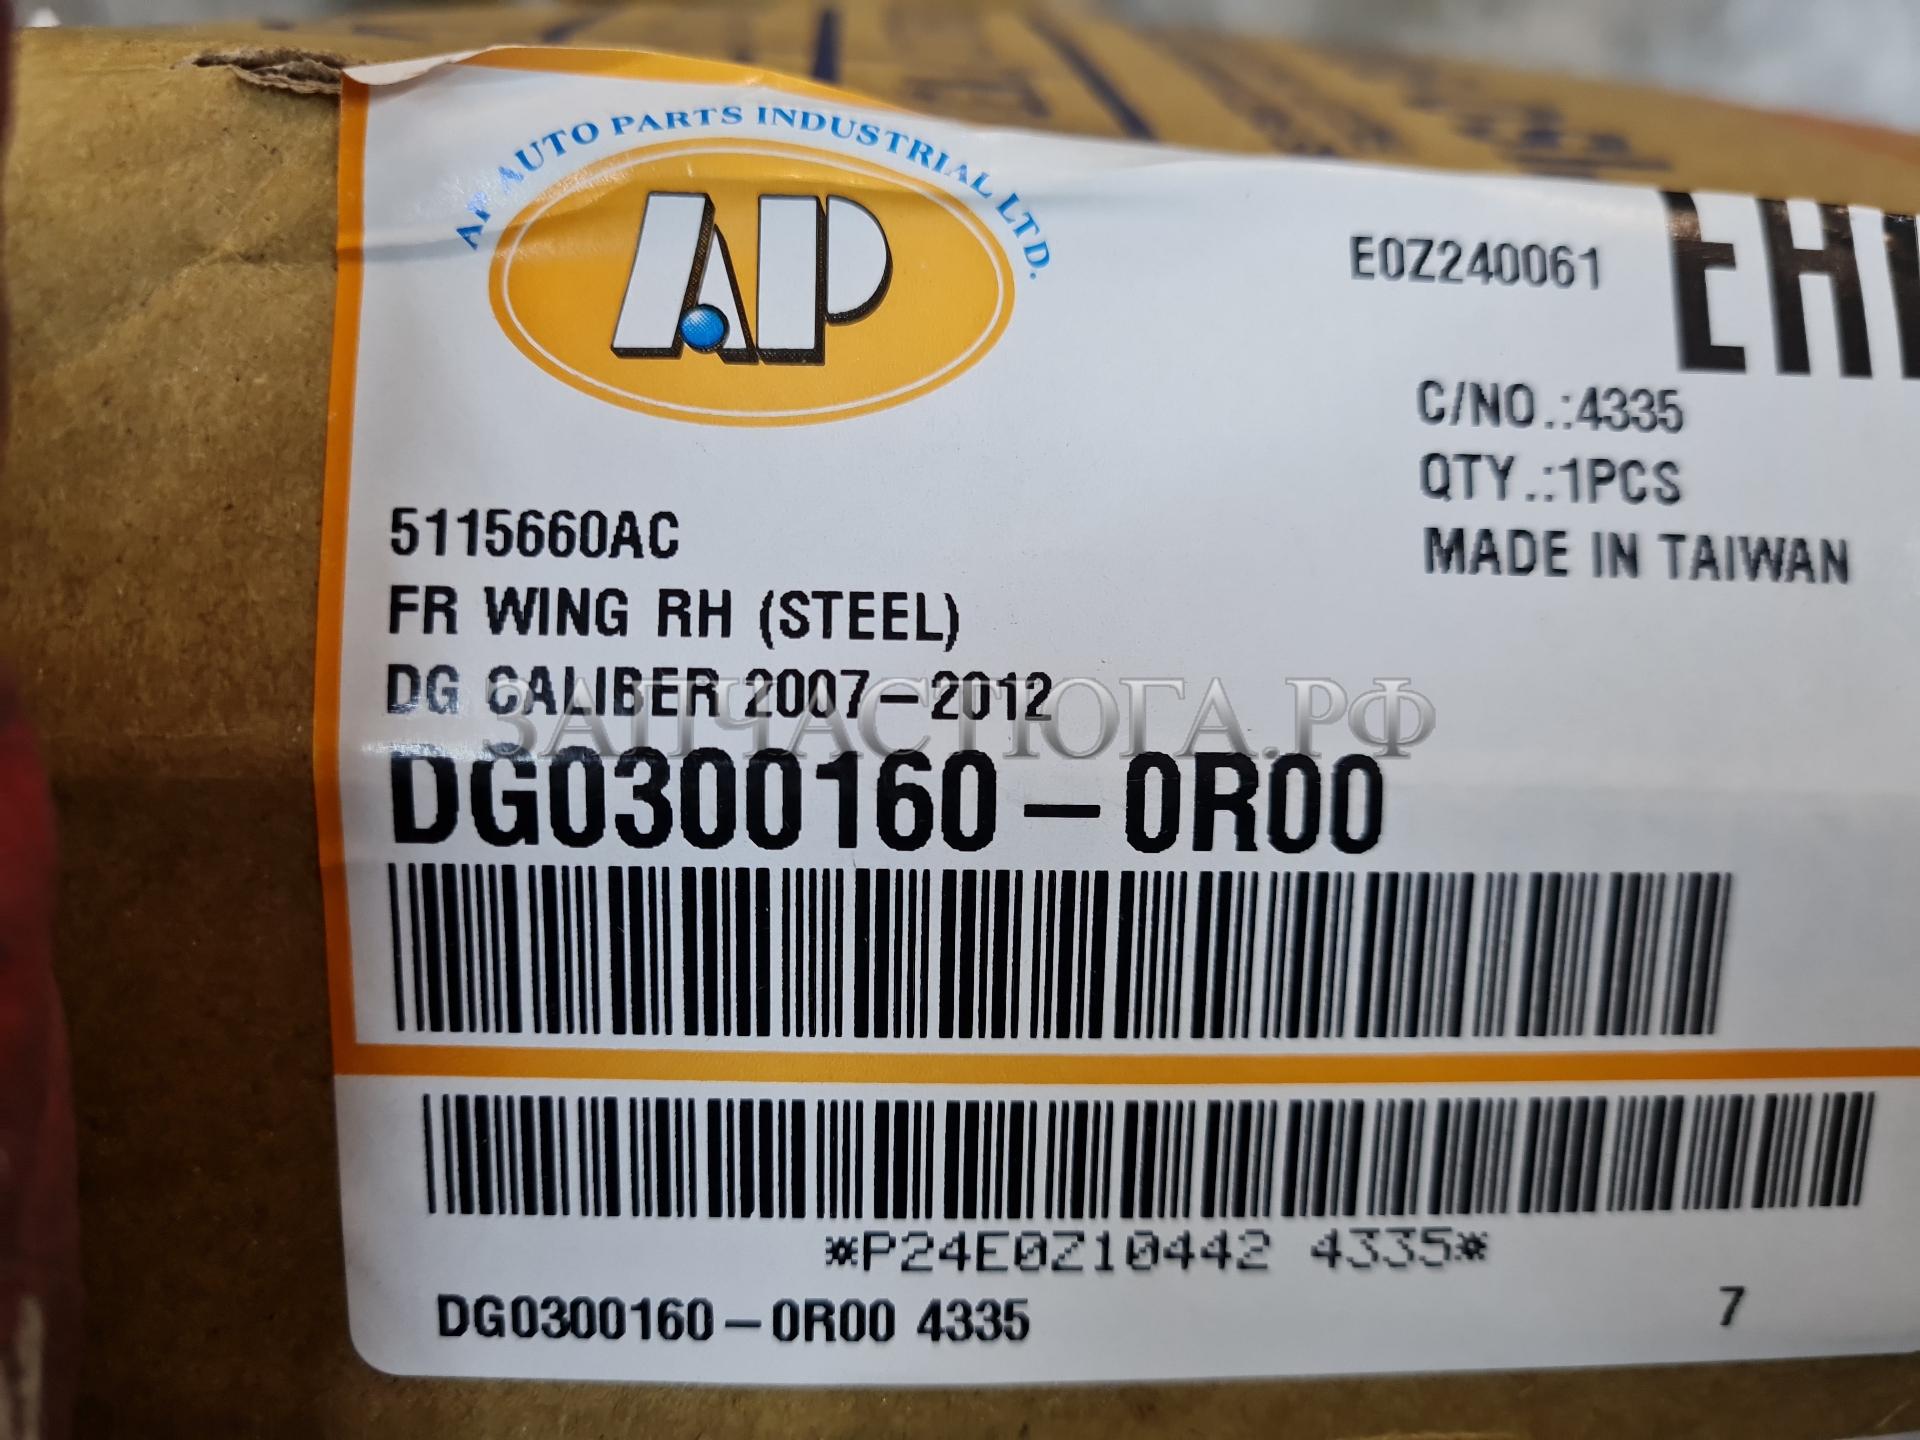 AP AUTO PARTS INDUSTRIAL LTD.
AP
E0Z240061
C/NO.:4335
QTY.:1PCS
MADE IN TAIWAN
5115660AC
FR WING RH (STEEL)
DG CALIBER 2007-2012
ЗАПЧАСТЮГА.РФ
DG0300160-0R00
*P24E0Z10442 4335*
DG0300160-0R00 4335
7